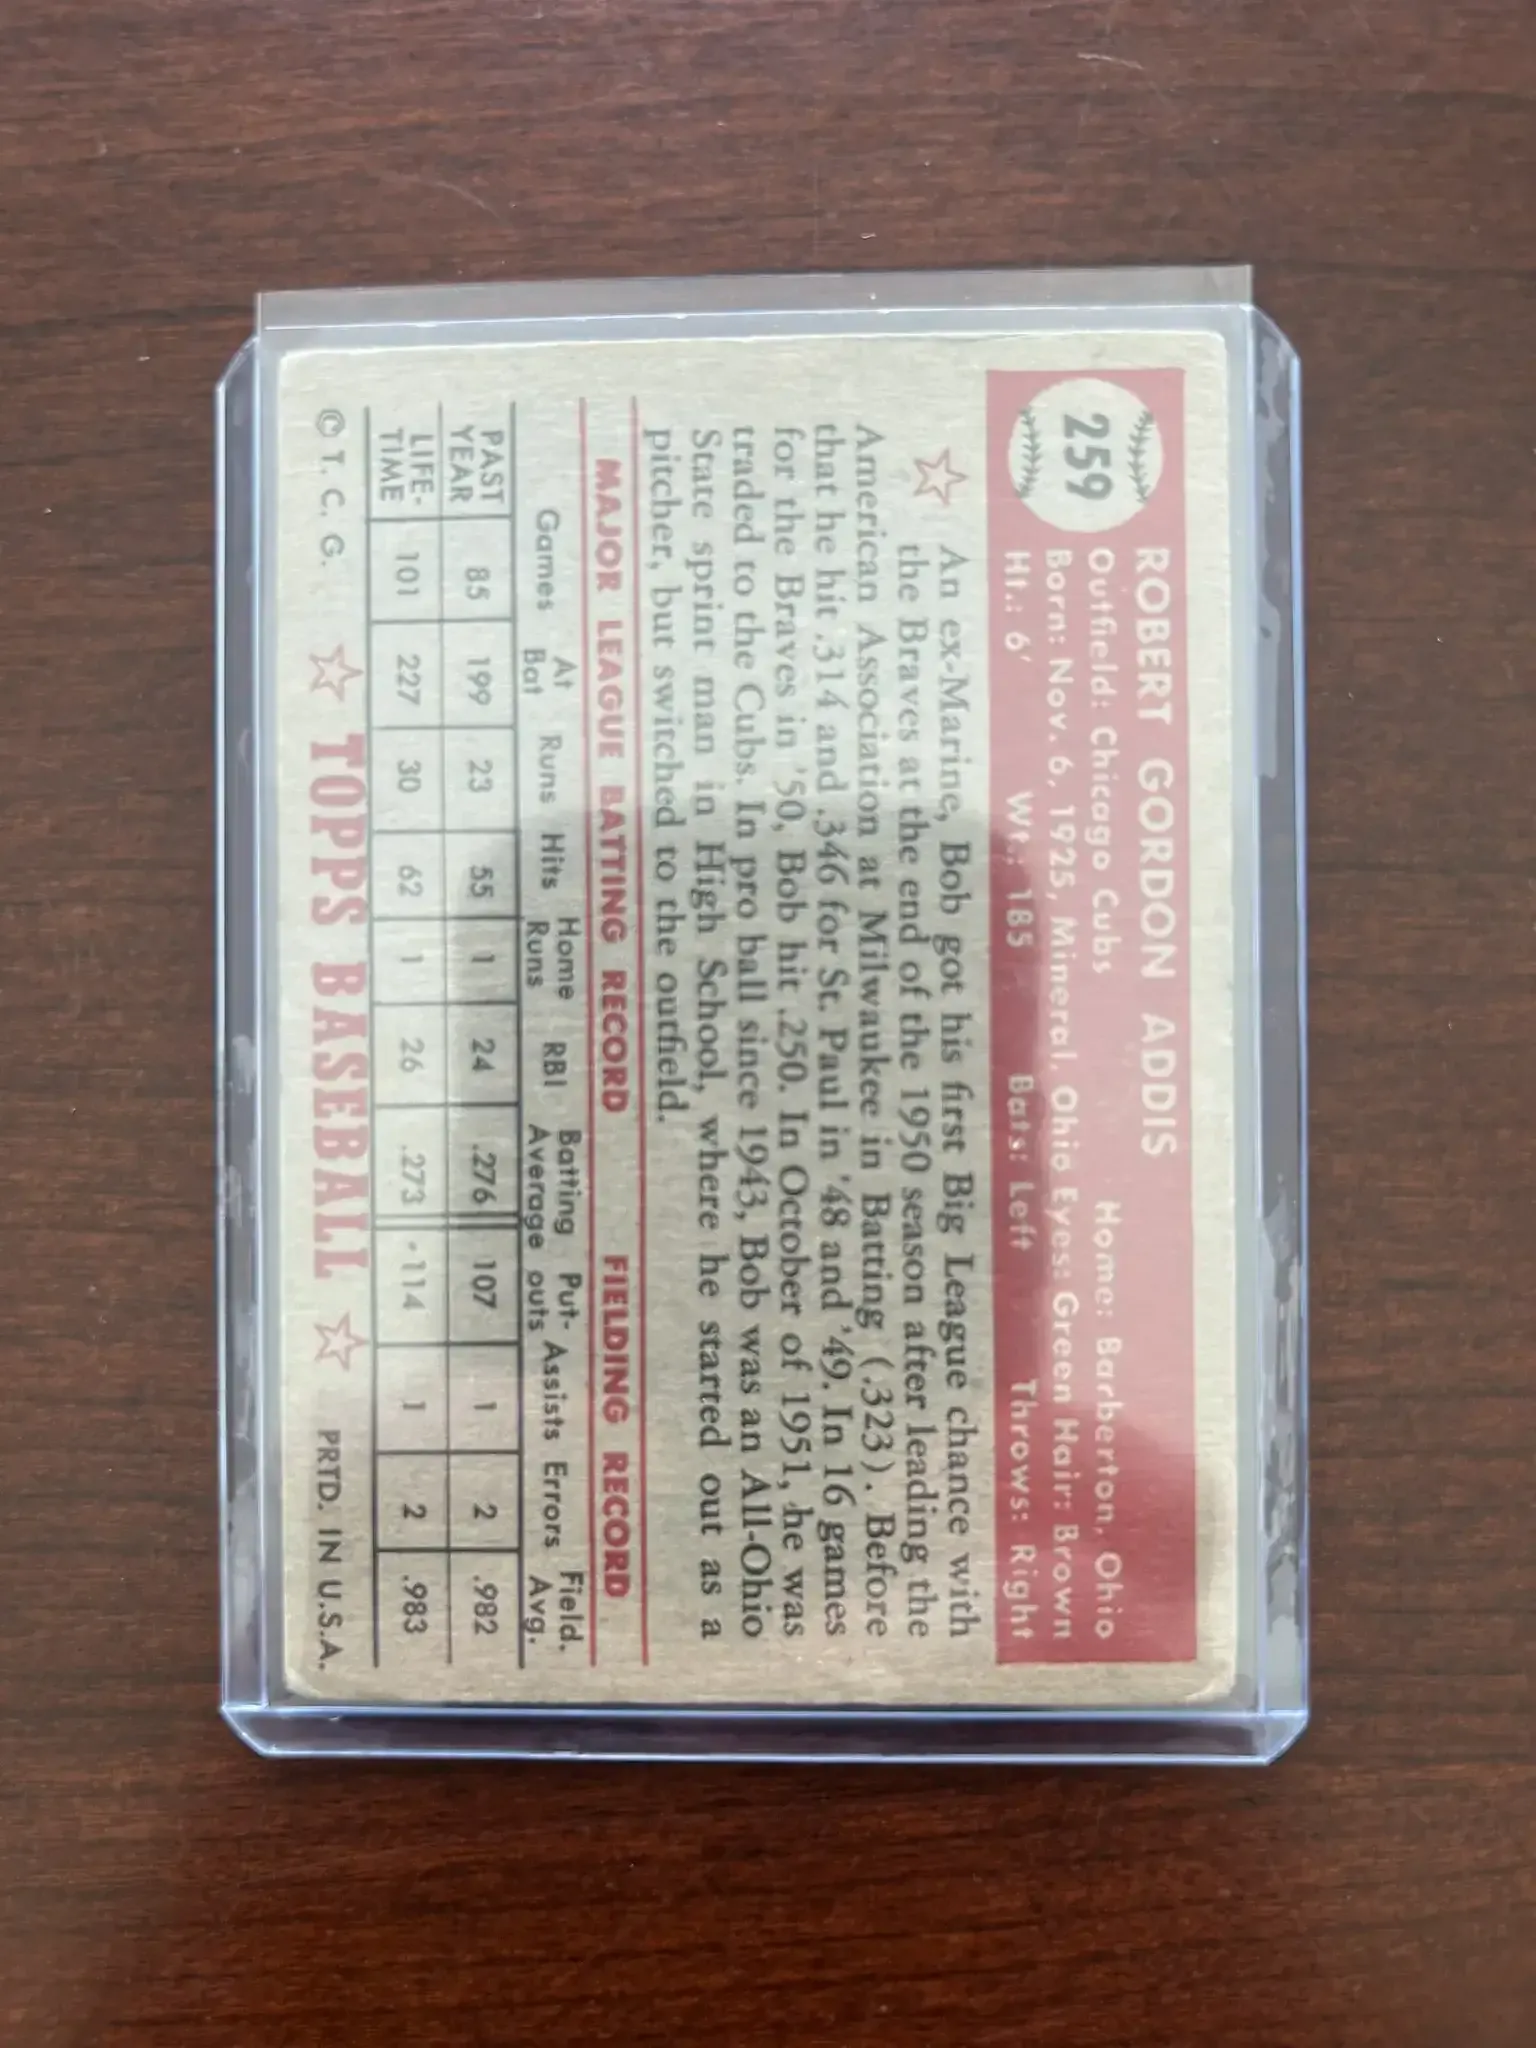 259
ROBERT GORDON ADDIS
Outfield: Chicago Cubs Home: Barberton, Ohio
Born: Nov. 6, 1925, Mineral, Ohio Eyes: Green Hair: Brown
Ht.: 6' Wt.: 185 Bats: Left Throws: Right
An ex-Marine, Bob got his first Big League chance with
the Braves at the end of the 1950 season after leading the
American Association at Milwaukee in Batting (.323). Before
that he hit .314 and .346 for St. Paul in '48 and '49. In 16 games
for the Braves in '50, Bob hit .250. In October of 1951, he was
traded to the Cubs. In pro ball since 1943, Bob was an All-Ohio
State sprint man in High School, where he started out as a
pitcher, but switched to the outfield.
MAJOR LEAGUE BATTING RECORD FIELDING RECORD
Games At Bat Runs Hits Home Runs RBI Batting Average Put-outs Assists Errors Field. Avg.
PAST YEAR 85 199 23 55 1 24 .276 107 1 2 .982
LIFE-TIME 101 227 30 62 1 26 .273 114 1 2 .983
© T. C. G. TOPPS BASEBALL PRTD. IN U.S.A.